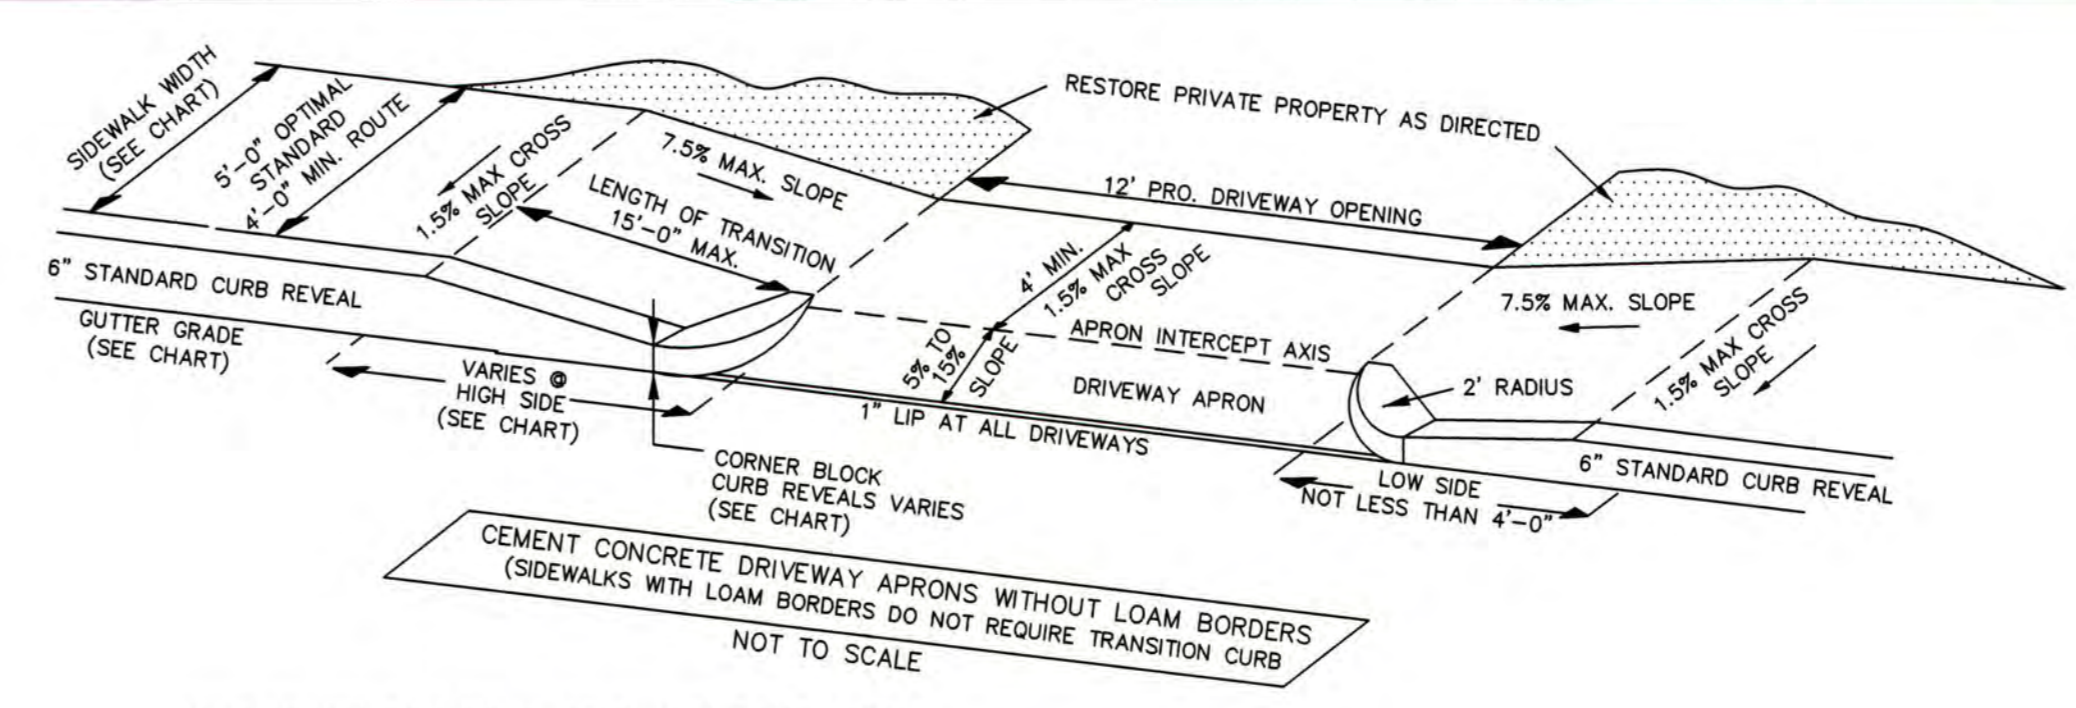 SIDEWALK WIDTH
(SEE CHART)
5'-0" OPTIMAL
STANDARD
4'-0" MIN. ROUTE
1.5% MAX CROSS
SLOPE
7.5% MAX. SLOPE
LENGTH OF TRANSITION
15'-0" MAX.
RESTORE PRIVATE PROPERTY AS DIRECTED
12' PRO. DRIVEWAY OPENING
4' MIN.
1.5% MAX
CROSS
SLOPE
7.5% MAX. SLOPE
1.5% MAX CROSS
SLOPE
6" STANDARD CURB REVEAL
GUTTER GRADE
(SEE CHART)
VARIES @
HIGH SIDE
(SEE CHART)
5% TO
15%
SLOPE
APRON INTERCEPT AXIS
DRIVEWAY APRON
2' RADIUS
1" LIP AT ALL DRIVEWAYS
CORNER BLOCK
CURB REVEALS VARIES
(SEE CHART)
LOW SIDE
NOT LESS THAN 4'-0"
6" STANDARD CURB REVEAL
CEMENT CONCRETE DRIVEWAY APRONS WITHOUT LOAM BORDERS
(SIDEWALKS WITH LOAM BORDERS DO NOT REQUIRE TRANSITION CURB
NOT TO SCALE